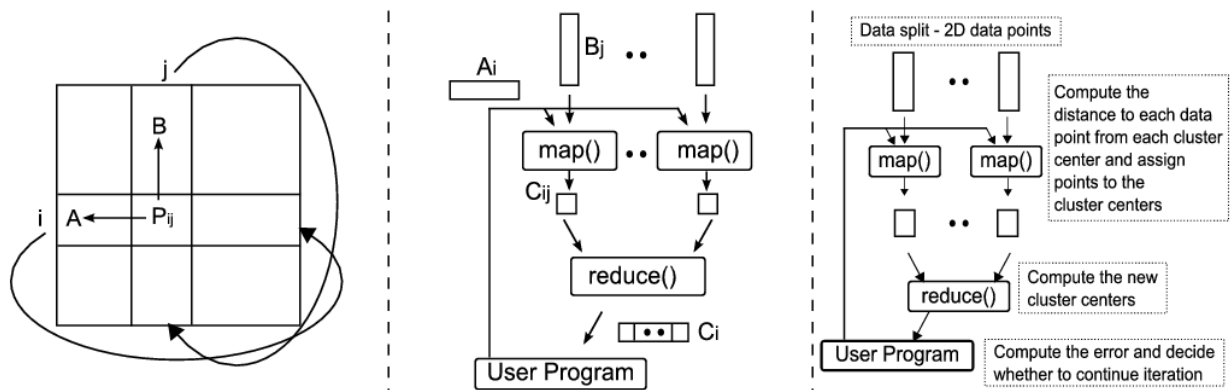 j
B
i
A
Pij
Bj
Ai
map()
map()
Cij
reduce()
Ci
User Program
Data split - 2D data points
Compute the
distance to each data
point from each cluster
center and assign
points to the
cluster centers
map()
map()
reduce()
Compute the new
cluster centers
User Program
Compute the error and decide
whether to continue iteration